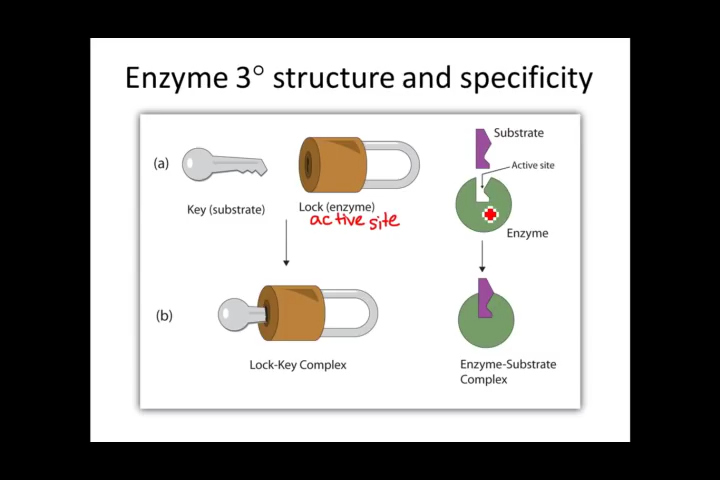 Enzyme 3° structure and specificity
(a)
Key (substrate)
Lock (enzyme)
active site
Substrate
Active site
Enzyme
(b)
Lock-Key Complex
Enzyme-Substrate
Complex